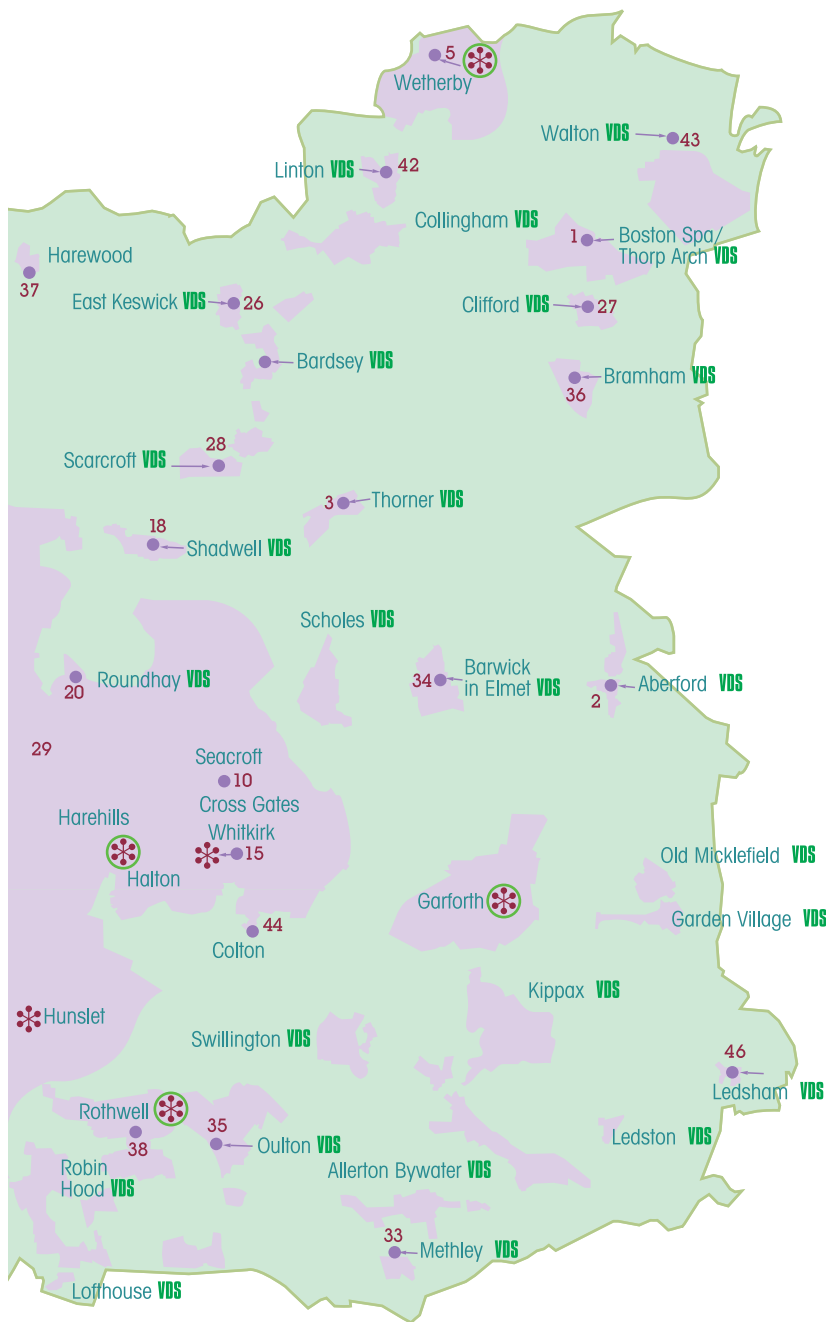 5
Wetherby
Walton VDS
43
Linton VDS
42
Collingham VDS
1
Boston Spa/
Thorp Arch VDS
Harewood
37
East Keswick VDS
26
Clifford VDS
27
Bardsey VDS
Bramham VDS
36
28
Scarcroft VDS
3
Thorner VDS
18
Shadwell VDS
Scholes VDS
Roundhay VDS
20
34
Barwick
in Elmet VDS
2
Aberford VDS
29
Seacroft
10
Cross Gates
Harehills
Whitkirk
15
Halton
Old Micklefield VDS
Garforth
Garden Village VDS
44
Colton
Kippax VDS
Hunslet
Swillington VDS
46
Ledsham VDS
Rothwell
38
35
Oulton VDS
Ledston VDS
Robin
Hood VDS
Allerton Bywater VDS
33
Methley VDS
Lofthouse VDS